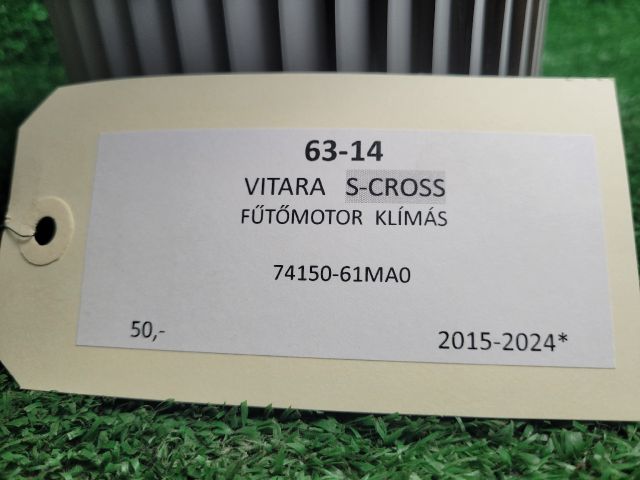 63-14
VITARA S-CROSS
FŰTŐMOTOR KLÍMÁS
74150-61MA0
50,- 2015-2024*